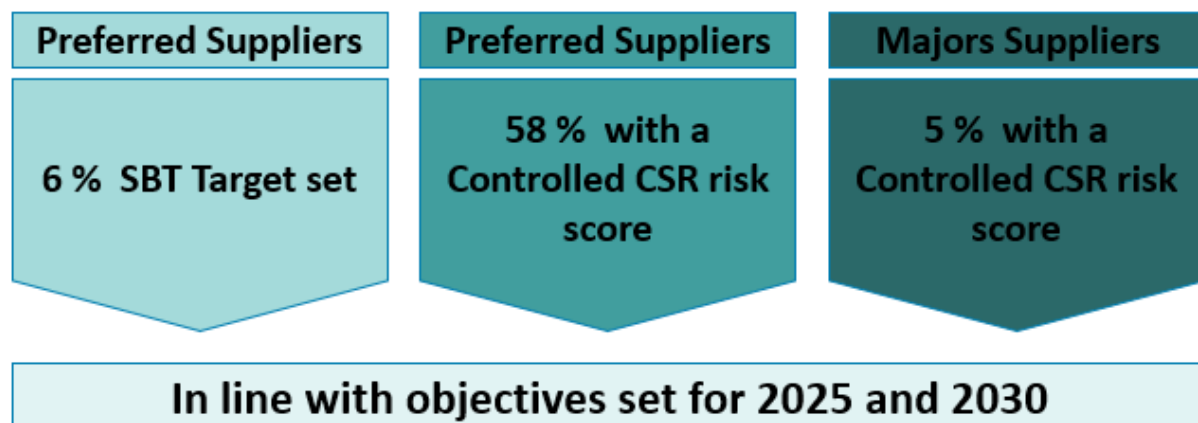 Preferred Suppliers
6 % SBT Target set
Preferred Suppliers
58 % with a
Controlled CSR risk
score
Majors Suppliers
5 % with a
Controlled CSR risk
score
In line with objectives set for 2025 and 2030